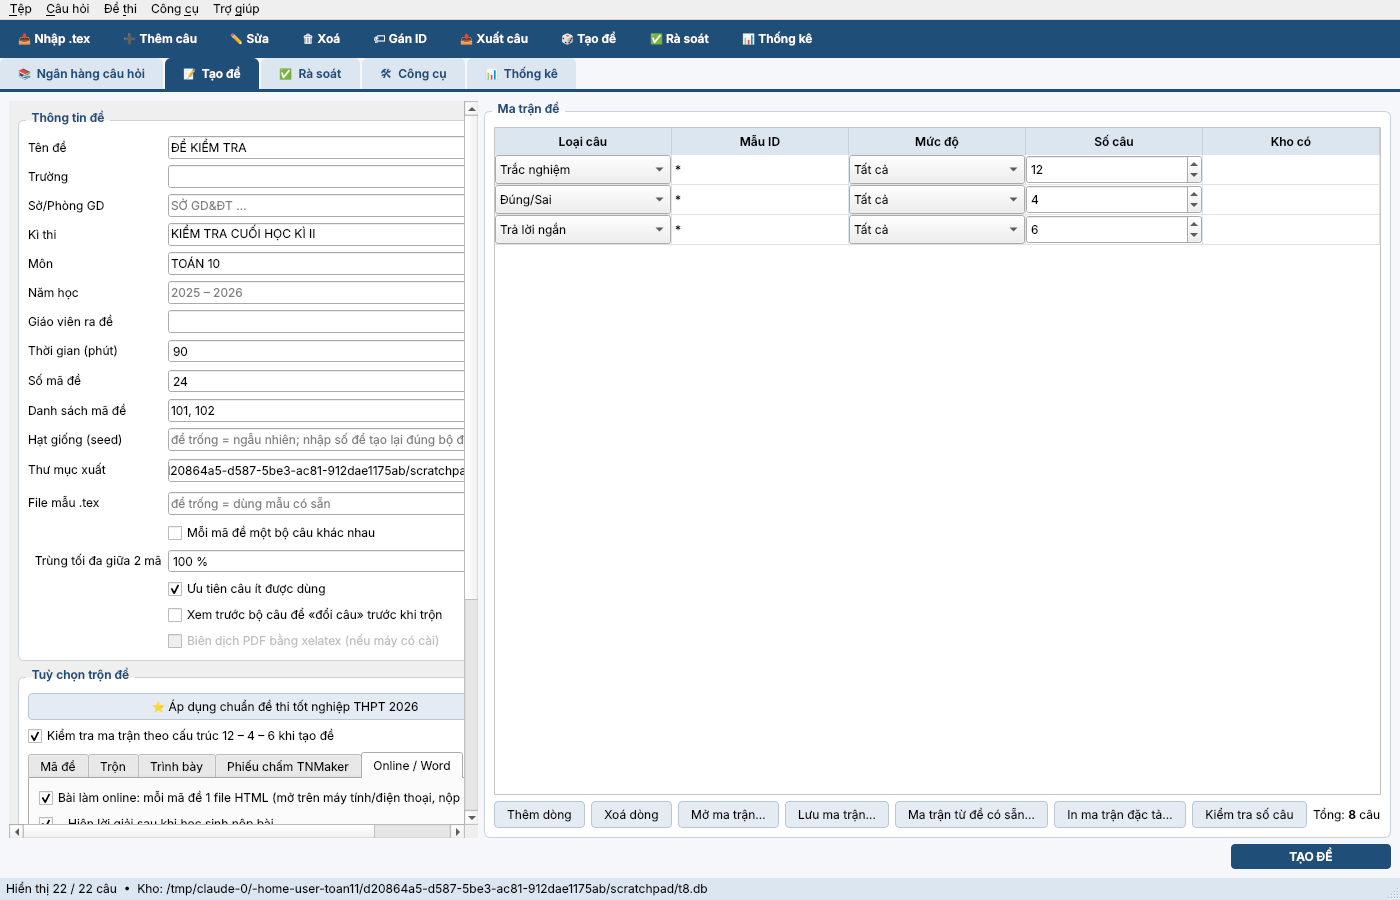 Tệp Câu hỏi Đề thi Công cụ Trợ giúp
Nhập .tex Thêm câu Sửa Xoá Gán ID Xuất câu Tạo đề Rà soát Thống kê
Ngân hàng câu hỏi Tạo đề Rà soát Công cụ Thống kê
Thông tin đề
Tên đề ĐỀ KIỂM TRA
Trường
Sở/Phòng GD SỞ GD&ĐT ...
Kì thi KIỂM TRA CUỐI HỌC KÌ II
Môn TOÁN 10
Năm học 2025 – 2026
Giáo viên ra đề
Thời gian (phút) 90
Số mã đề 24
Danh sách mã đề 101, 102
Hạt giống (seed) để trống = ngẫu nhiên; nhập số để tạo lại đúng bộ đ
Thư mục xuất d20864a5-d587-5be3-ac81-912dae1175ab/scratchpa
File mẫu .tex để trống = dùng mẫu có sẵn
Mỗi mã đề một bộ câu khác nhau
Trùng tối đa giữa 2 mã 100 %
Ưu tiên câu ít được dùng
Xem trước bộ câu để «đổi câu» trước khi trộn
Biên dịch PDF bằng xelatex (nếu máy có cài)
Tuỳ chọn trộn đề
Áp dụng chuẩn đề thi tốt nghiệp THPT 2026
Kiểm tra ma trận theo cấu trúc 12 – 4 – 6 khi tạo đề
Mã đề Trộn Trình bày Phiếu chấm TNMaker Online / Word
Bài làm online: mỗi mã đề 1 file HTML (mở trên máy tính/điện thoại, nộp
Hiện lời giải sau khi học sinh nộp bài
Ma trận đề
Loại câu Mẫu ID Mức độ Số câu Kho có
Trắc nghiệm * Tất cả 12
Đúng/Sai * Tất cả 4
Trả lời ngắn * Tất cả 6
Thêm dòng Xoá dòng Mở ma trận... Lưu ma trận... Ma trận từ đề có sẵn... In ma trận đặc tả... Kiểm tra số câu Tổng: 8 câu
TẠO ĐỀ
Hiển thị 22 / 22 câu • Kho: /tmp/claude-0/-home-user-toan11/d20864a5-d587-5be3-ac81-912dae1175ab/scratchpad/t8.db